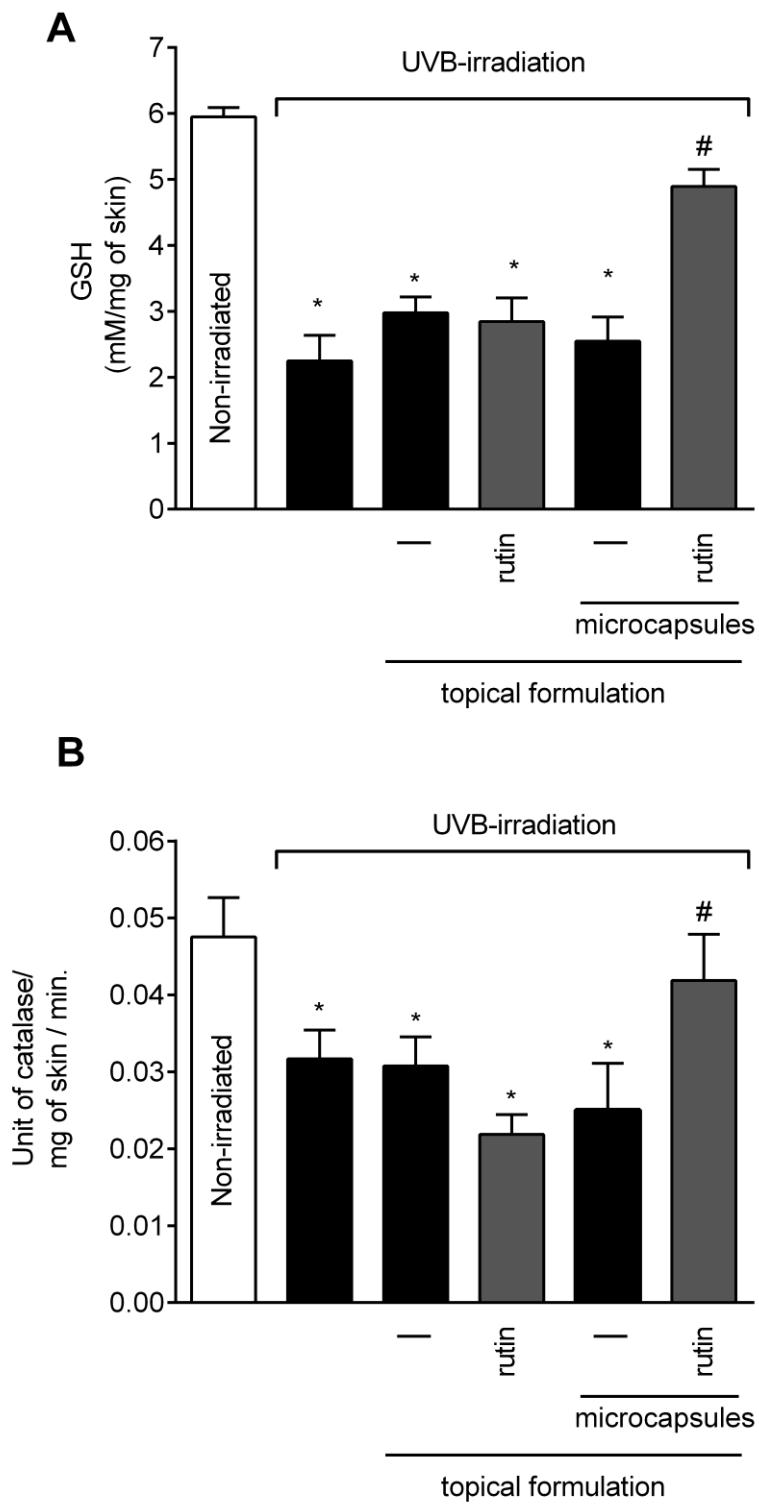 A
UVB-irradiation
7
6
5
4
3
2
1
0
GSH
(mM/mg of skin)
Non-irradiated
*
*
*
*
#
—
rutin
—
rutin
microcapsules
topical formulation
B
UVB-irradiation
0.06
0.05
0.04
0.03
0.02
0.01
0.00
Unit of catalase/
mg of skin / min.
Non-irradiated
*
*
*
*
#
—
rutin
—
rutin
microcapsules
topical formulation